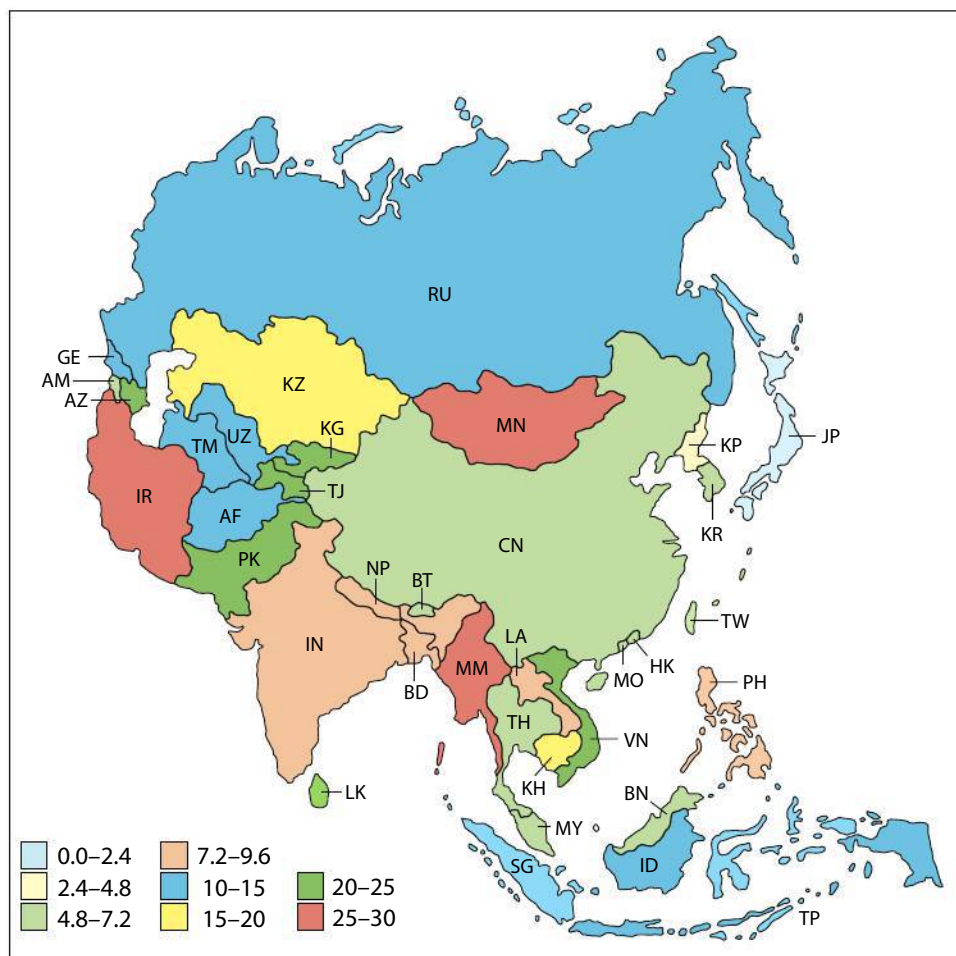 RU
GE
AM
AZ
KZ
KG
MN
UZ
TM
KP
JP
TJ
IR
AF
KR
CN
PK
NP
BT
TW
IN
LA
HK
MM
MO
PH
BD
TH
VN
KH
BN
LK
MY
SG
ID
TP
0.0–2.4
2.4–4.8
4.8–7.2
7.2–9.6
10–15
15–20
20–25
25–30